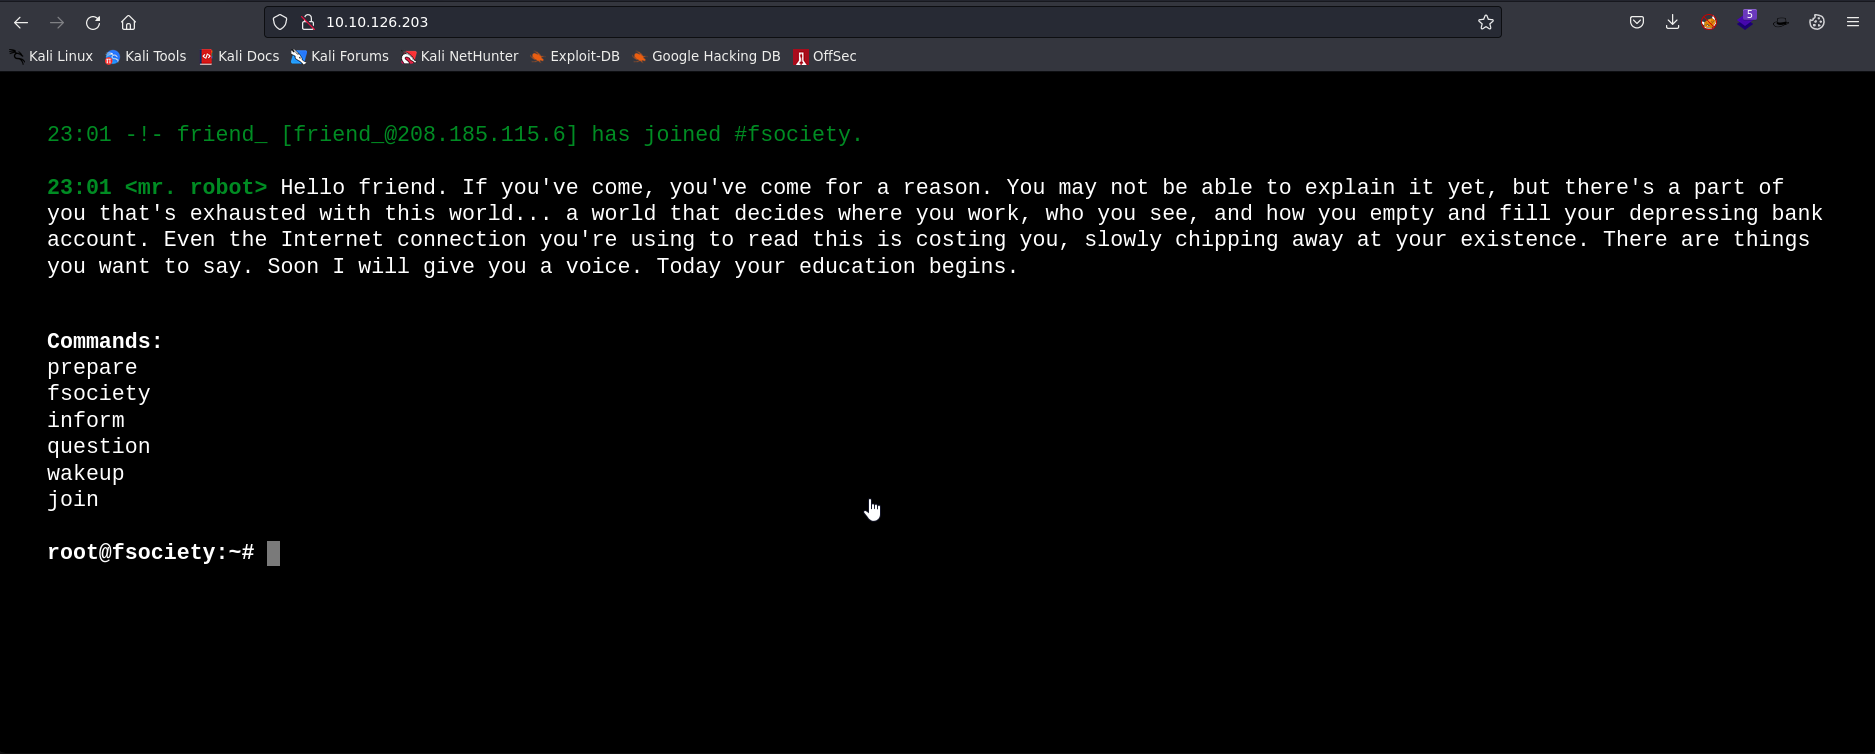 10.10.126.203
5
Kali Linux Kali Tools Kali Docs Kali Forums Kali NetHunter Exploit-DB Google Hacking DB OffSec
23:01 -!- friend_ [friend_@208.185.115.6] has joined #fsociety.
23:01 <mr. robot> Hello friend. If you've come, you've come for a reason. You may not be able to explain it yet, but there's a part of
you that's exhausted with this world... a world that decides where you work, who you see, and how you empty and fill your depressing bank
account. Even the Internet connection you're using to read this is costing you, slowly chipping away at your existence. There are things
you want to say. Soon I will give you a voice. Today your education begins.
Commands:
prepare
fsociety
inform
question
wakeup
join
root@fsociety:~#